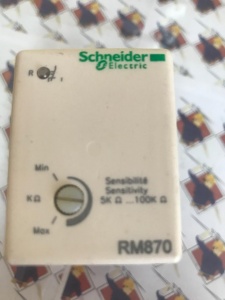 Schneider
Electric
R
Min
KΩ
Max
Sensibilité
Sensitivity
5K Ω ...100K Ω
RM870